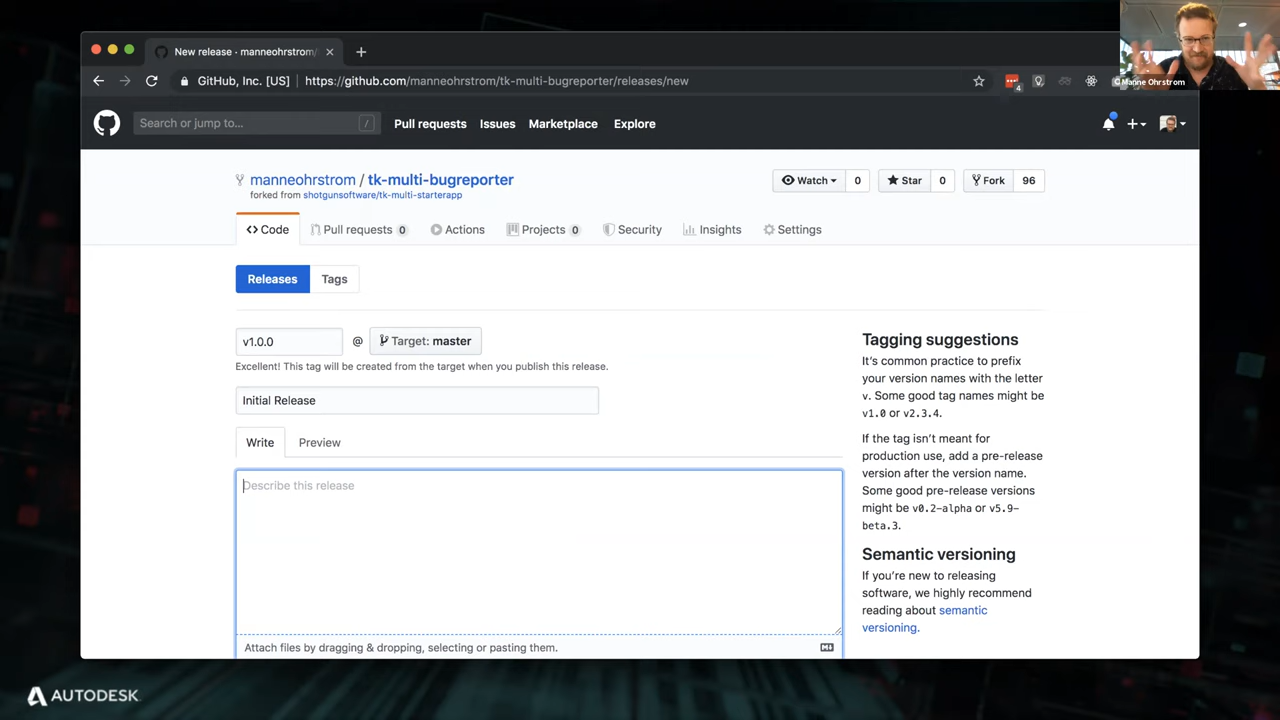 New release · manneohrstrom/
GitHub, Inc. [US] | https://github.com/manneohrstrom/tk-multi-bugreporter/releases/new
4
Manne Ohrstrom
Search or jump to... /
Pull requests Issues Marketplace Explore
manneohrstrom / tk-multi-bugreporter
forked from shotgunsoftware/tk-multi-starterapp
Watch 0 Star 0 Fork 96
Code Pull requests 0 Actions Projects 0 Security Insights Settings
Releases Tags
v1.0.0 @ Target: master
Excellent! This tag will be created from the target when you publish this release.
Initial Release
Write Preview
Describe this release
Attach files by dragging & dropping, selecting or pasting them.
Tagging suggestions
It's common practice to prefix
your version names with the letter
v. Some good tag names might be
v1.0 or v2.3.4.
If the tag isn't meant for
production use, add a pre-release
version after the version name.
Some good pre-release versions
might be v0.2-alpha or v5.9-
beta.3.
Semantic versioning
If you're new to releasing
software, we highly recommend
reading about semantic
versioning.
AUTODESK